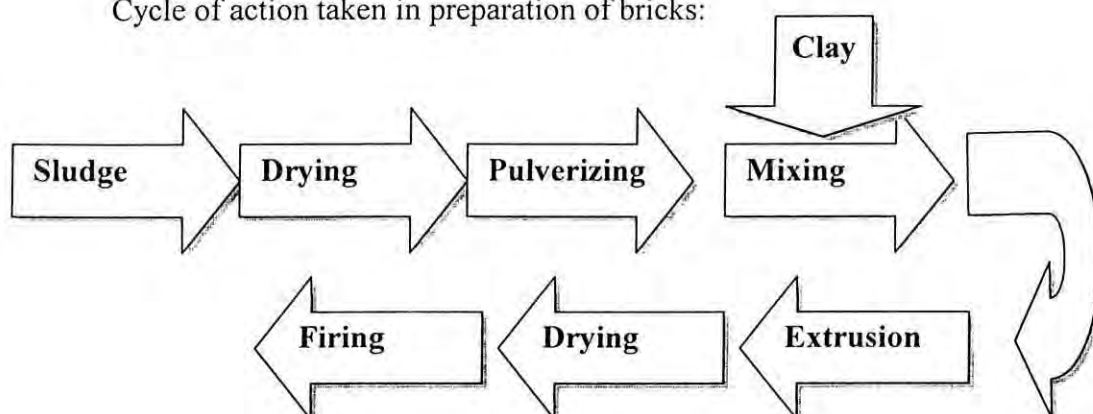 Cycle of action taken in preparation of bricks:
Clay
Sludge
Drying
Pulverizing
Mixing
Extrusion
Drying
Firing